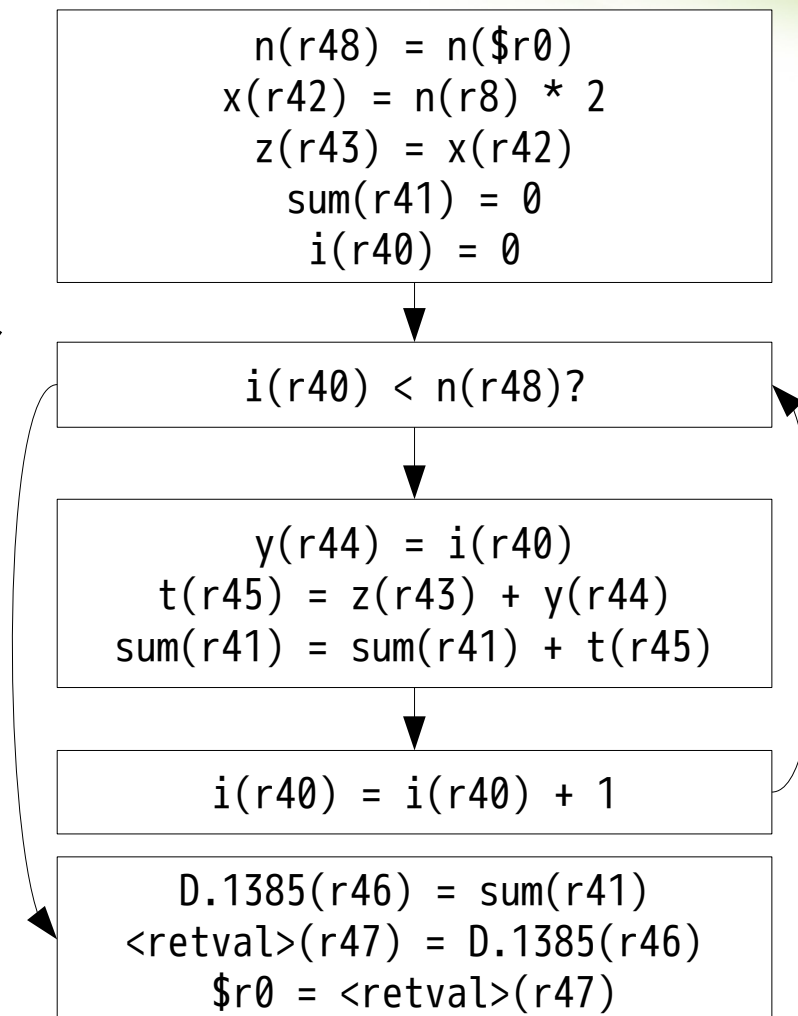 n(r48) = n($r0)
x(r42) = n(r8) * 2
z(r43) = x(r42)
sum(r41) = 0
i(r40) = 0
i(r40) < n(r48)?
y(r44) = i(r40)
t(r45) = z(r43) + y(r44)
sum(r41) = sum(r41) + t(r45)
i(r40) = i(r40) + 1
D.1385(r46) = sum(r41)
<retval>(r47) = D.1385(r46)
$r0 = <retval>(r47)